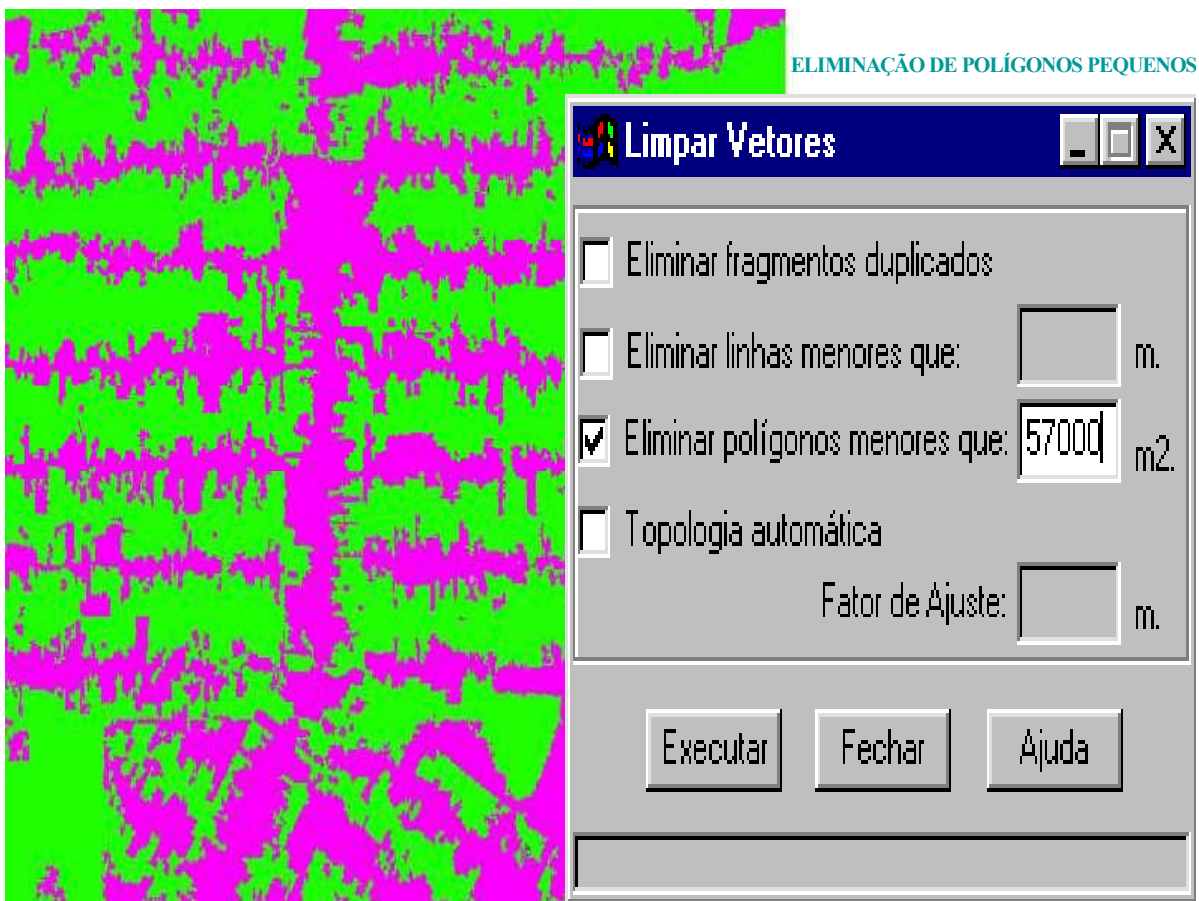 ELIMINAÇÃO DE POLÍGONOS PEQUENOS
Limpar Vetores
Eliminar fragmentos duplicados
Eliminar linhas menores que: m.
Eliminar polígonos menores que: 57000 m2.
Topologia automática
Fator de Ajuste: m.
Executar Fechar Ajuda